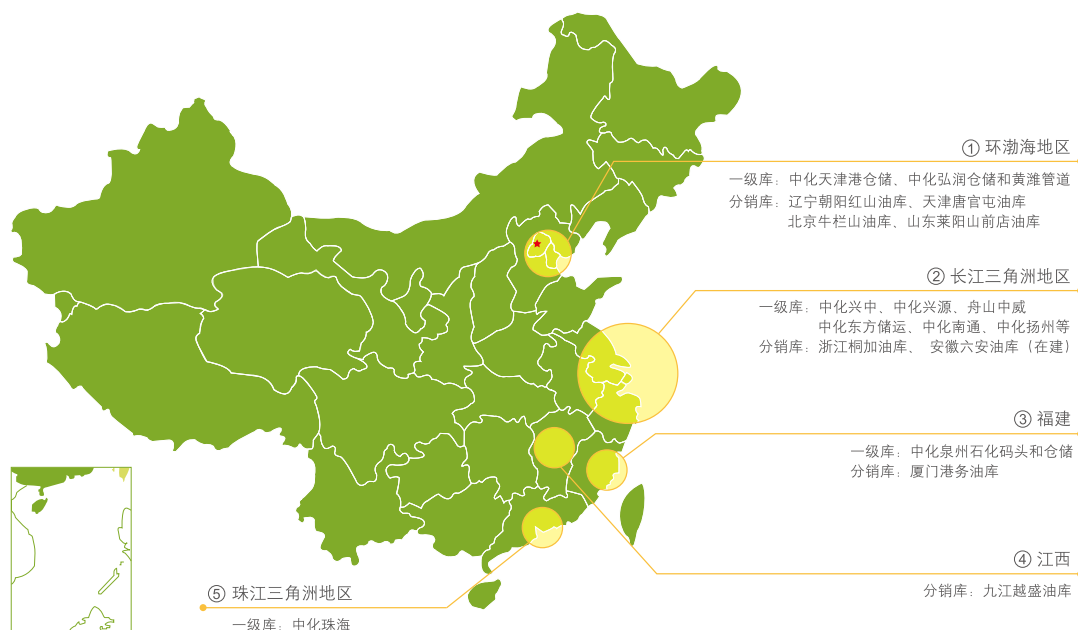 ① 环渤海地区
一级库：中化天津港仓储、中化弘润仓储和黄潍管道
分销库：辽宁朝阳红山油库、天津唐官屯油库
北京牛栏山油库、山东莱阳山前店油库
② 长江三角洲地区
一级库：中化兴中、中化兴源、舟山中威
中化东方储运、中化南通、中化扬州等
分销库：浙江桐加油库、 安徽六安油库（在建）
③ 福建
一级库：中化泉州石化码头和仓储
分销库：厦门港务油库
④ 江西
分销库：九江越盛油库
⑤ 珠江三角洲地区
一级库：中化珠海